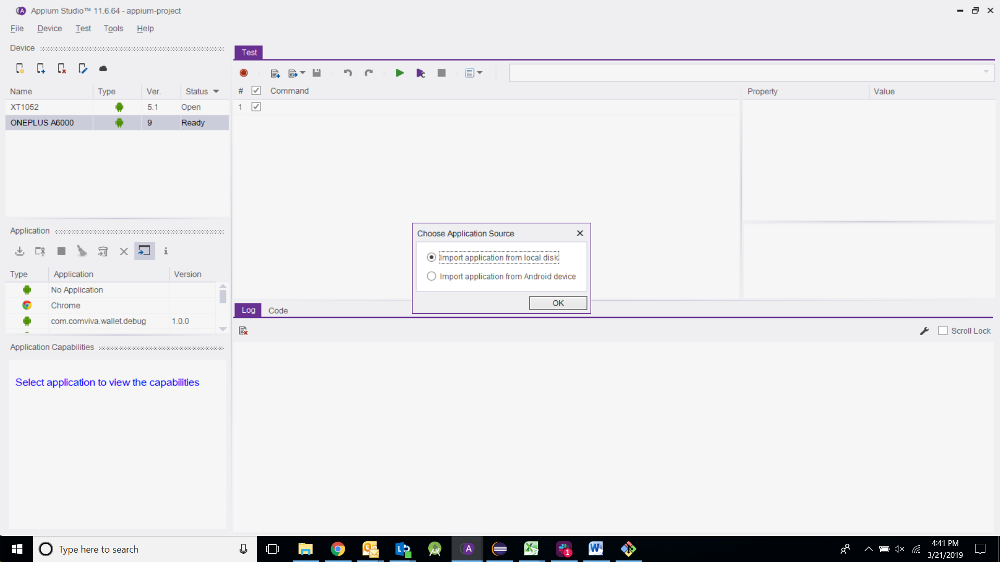 Appium Studio™ 11.6.64 - appium-project
File Device Test Tools Help
Device
Name Type Ver. Status
XT1052 5.1 Open
ONEPLUS A6000 9 Ready
Application
Type Application Version
No Application
Chrome
com.comviva.wallet.debug 1.0.0
Application Capabilities
Select application to view the capabilities
Test
# Command
1
Property Value
Choose Application Source
Import application from local disk
Import application from Android device
OK
Log Code
Scroll Lock
Type here to search
1
4:41 PM
3/21/2019